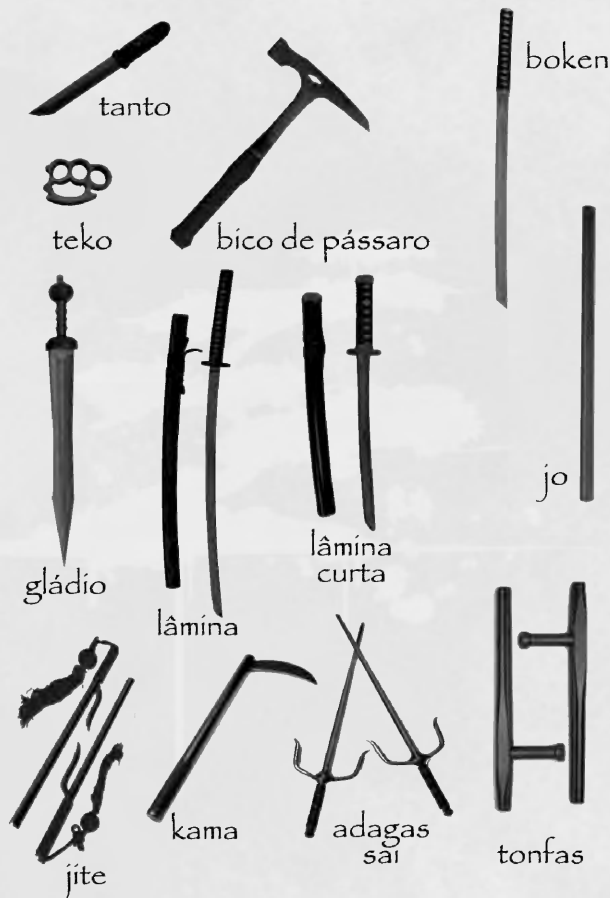 tanto
boken
teko
bico de pássaro
jo
gládio
lâmina
lâmina
curta
jite
kama
adagas
sai
tonfas